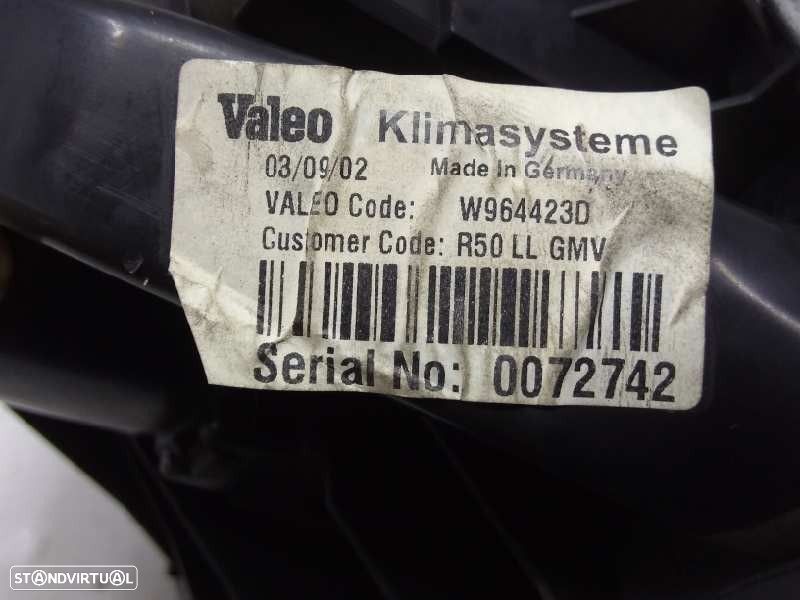 Valeo Klimasysteme
03/09/02 Made In Germany
VALEO Code: W964423D
Customer Code: R50 LL GMV
Serial No: 0072742
STANDVIRTUAL